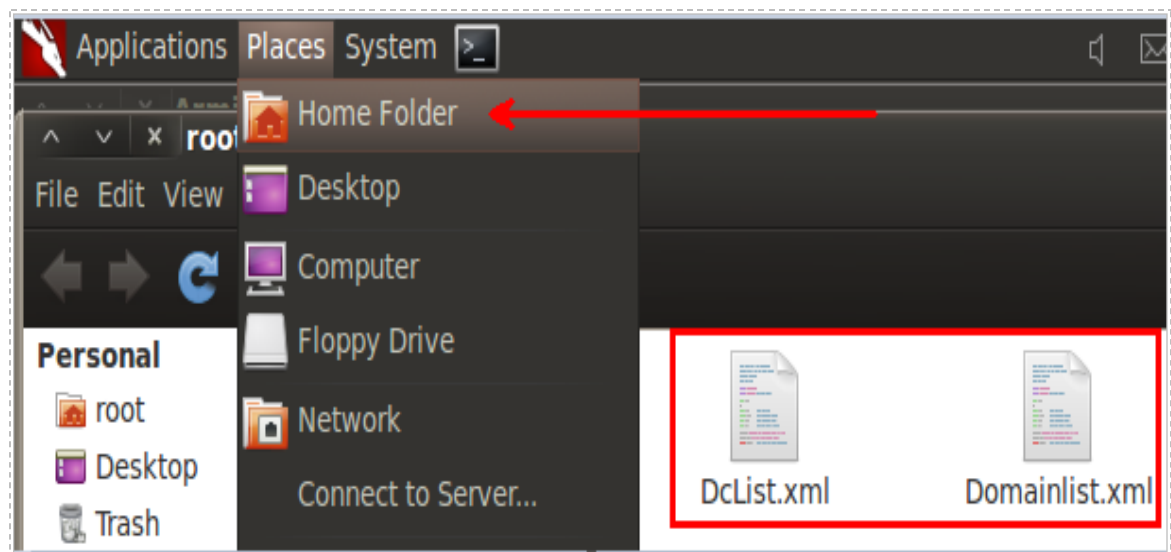 Applications Places System
Home Folder
root
File Edit View
Desktop
Computer
Floppy Drive
Network
Connect to Server...
Personal
root
Desktop
Trash
DcList.xml
Domainlist.xml